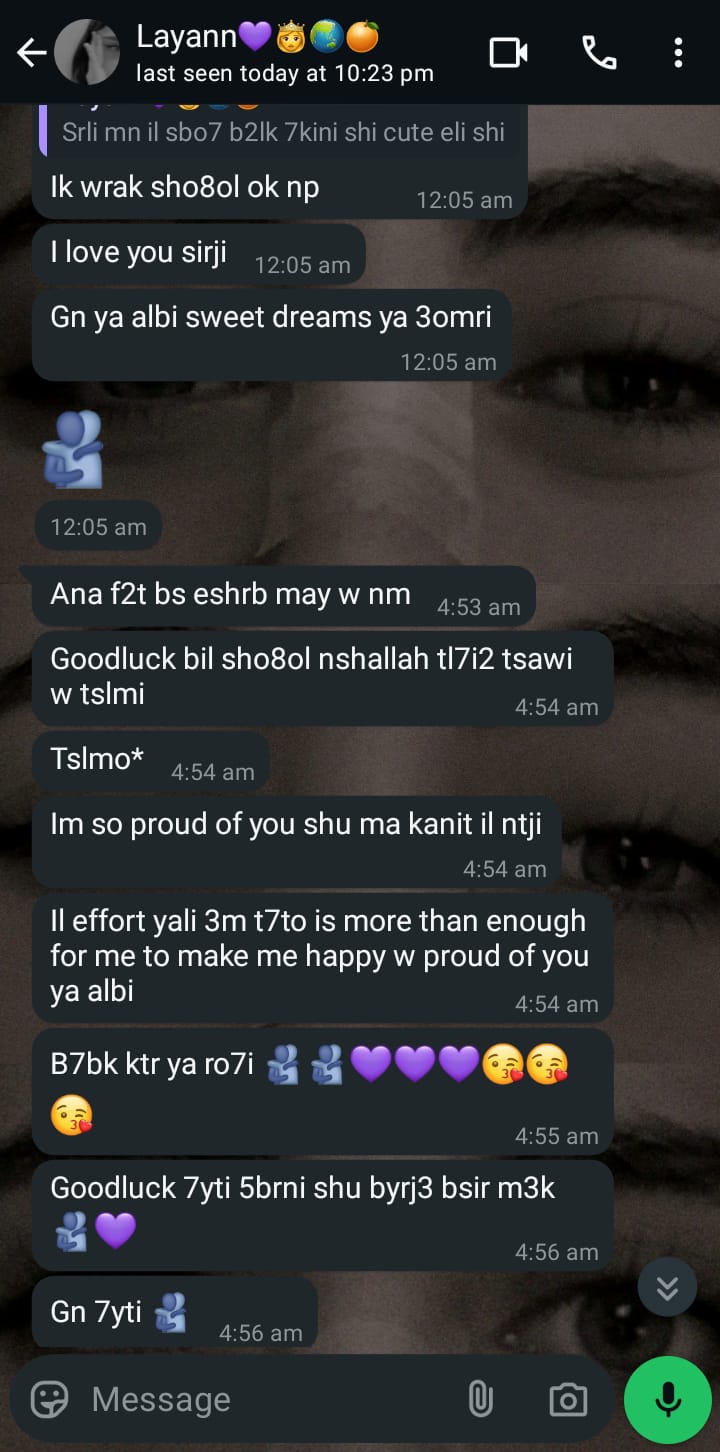 Layann💜👸🌏🍊
last seen today at 10:23 pm
Srli mn il sbo7 b2lk 7kini shi cute eli shi
Ik wrak sho8ol ok np
12:05 am
I love you sirji
12:05 am
Gn ya albi sweet dreams ya 3omri
12:05 am
🫂
12:05 am
Ana f2t bs eshrb may w nm
4:53 am
Goodluck bil sho8ol nshallah tl7i2 tsawi
w tslmi
4:54 am
Tslmo*
4:54 am
Im so proud of you shu ma kanit il ntji
4:54 am
Il effort yali 3m t7to is more than enough
for me to make me happy w proud of you
ya albi
4:54 am
B7bk ktr ya ro7i 🫂🫂💜💜💜😘😘
😘
4:55 am
Goodluck 7yti 5brni shu byrj3 bsir m3k
🫂💜
4:56 am
Gn 7yti 🫂
4:56 am
Message